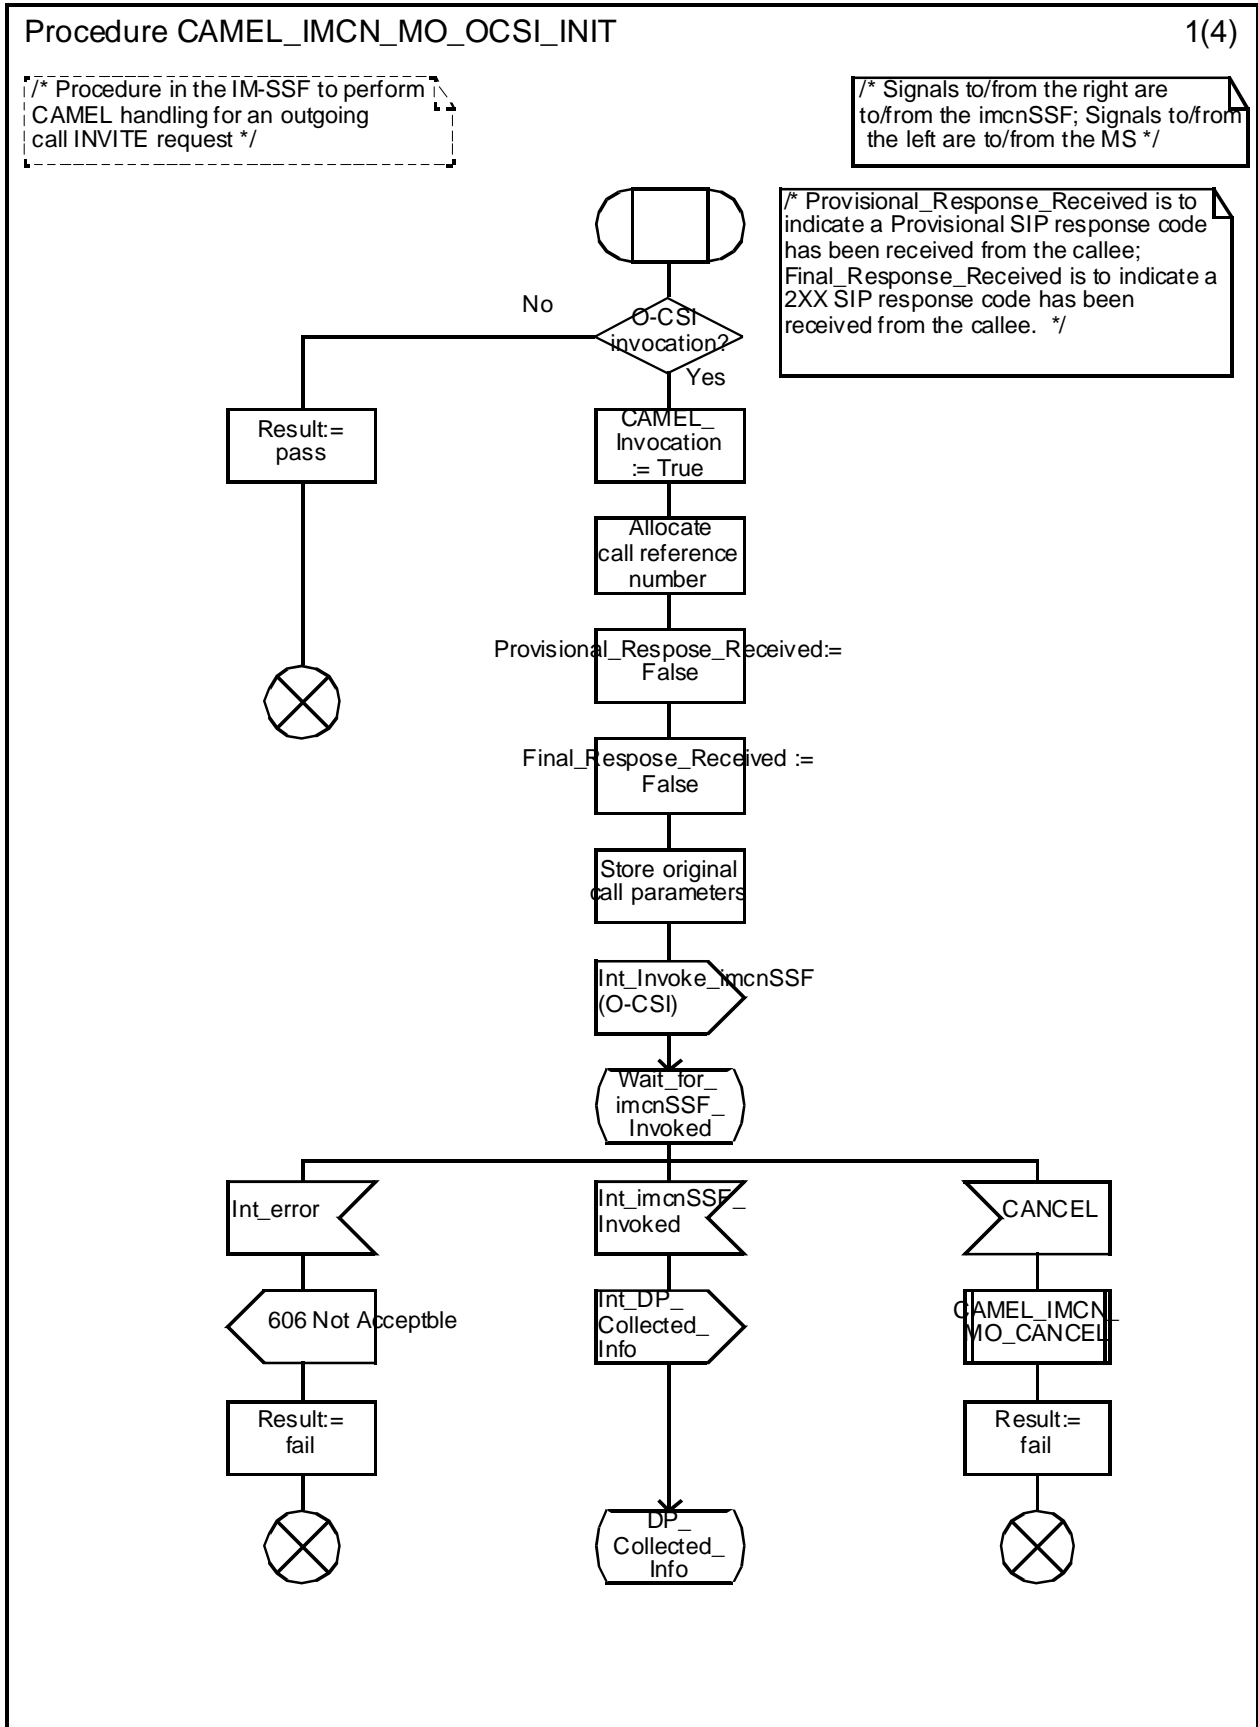 Procedure CAMEL_IMCN_MO_OCSI_INIT
1(4)
/* Procedure in the IM-SSF to perform
CAMEL handling for an outgoing
call INVITE request */
/* Signals to/from the right are
to/from the imcnSSF; Signals to/from
the left are to/from the MS */
/* Provisional_Response_Received is to
indicate a Provisional SIP response code
has been received from the callee;
Final_Response_Received is to indicate a
2XX SIP response code has been
received from the callee. */
No
O-CSI
invocation?
Yes
Result:=
pass
CAMEL_
Invocation
:= True
Allocate
call reference
number
Provisional_Respose_Received:=
False
Final_Respose_Received :=
False
Store original
call parameters
Int_Invoke_imcnSSF
(O-CSI)
Wait_for_
imcnSSF_
Invoked
Int_error
Int_imcnSSF_
Invoked
CANCEL
606 Not Acceptble
Int_DP_
Collected_
Info
CAMEL_IMCN_
MO_CANCEL
Result:=
fail
Result:=
fail
DP_
Collected_
Info